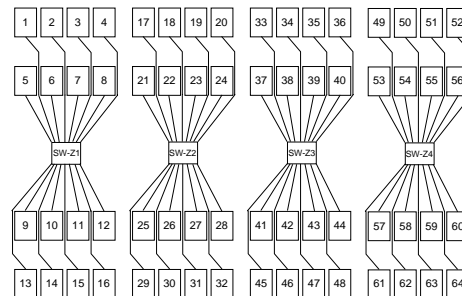 1 2 3 4 17 18 19 20 33 34 35 36 49 50 51 52
5 6 7 8 21 22 23 24 37 38 39 40 53 54 55 56
SW-Z1 SW-Z2 SW-Z3 SW-Z4
9 10 11 12 25 26 27 28 41 42 43 44 57 58 59 60
13 14 15 16 29 30 31 32 45 46 47 48 61 62 63 64